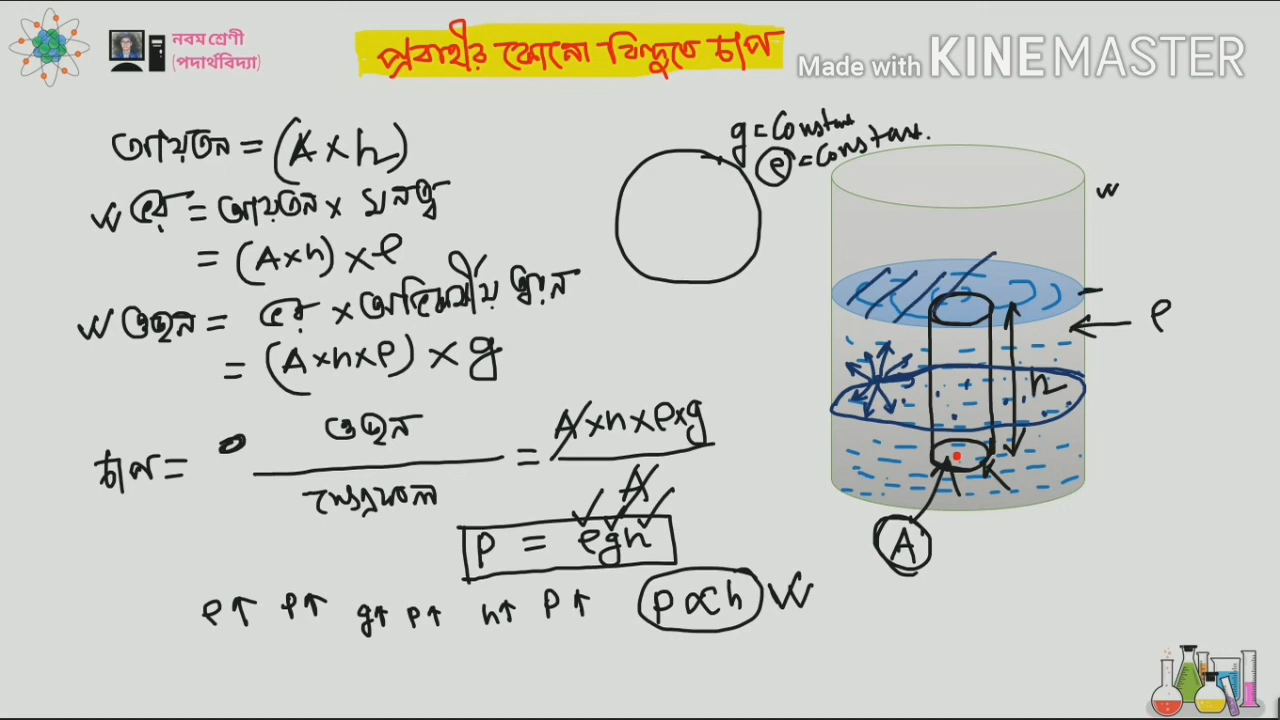 নবম শ্রেণী
(পদার্থবিদ্যা)
প্রবাহীর কোনো বিন্দুতে চাপ
Made with KINEMASTER
আয়তন = (A × h)
W ভর = আয়তন × ঘনত্ব
= (A×h) × ρ
W ওজন = ভর × অভিকর্ষীয় ত্বরণ
= (A×h×ρ) × g
চাপ = ওজন / ক্ষেত্রফল = A×h×ρ×g / A
P = ρgh
ρ↑ P↑ g↑ P↑ h↑ P↑ P∝h W
g = Constant
ρ = Constant.
w
ρ
h
A